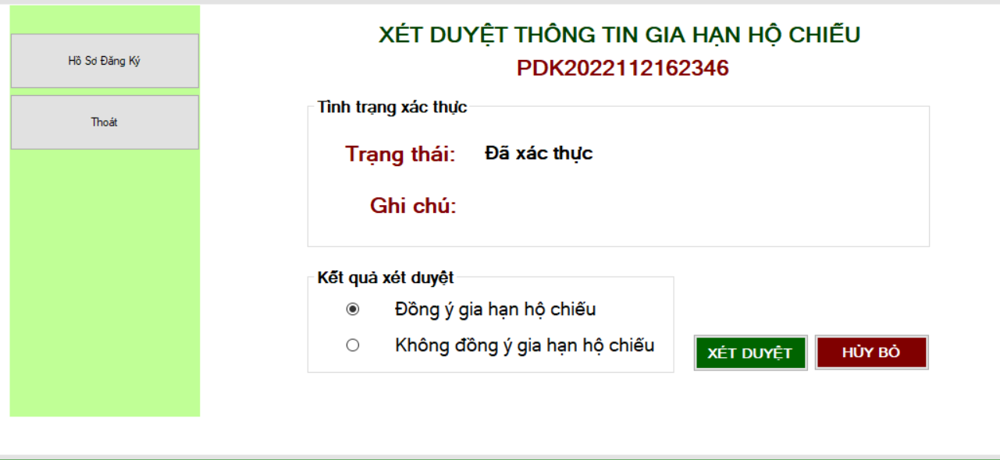 Hồ Sơ Đăng Ký
Thoát
XÉT DUYỆT THÔNG TIN GIA HẠN HỘ CHIẾU
PDK2022112162346
Tình trạng xác thực
Trạng thái: Đã xác thực
Ghi chú:
Kết quả xét duyệt
Đồng ý gia hạn hộ chiếu
Không đồng ý gia hạn hộ chiếu
XÉT DUYỆT
HỦY BỎ